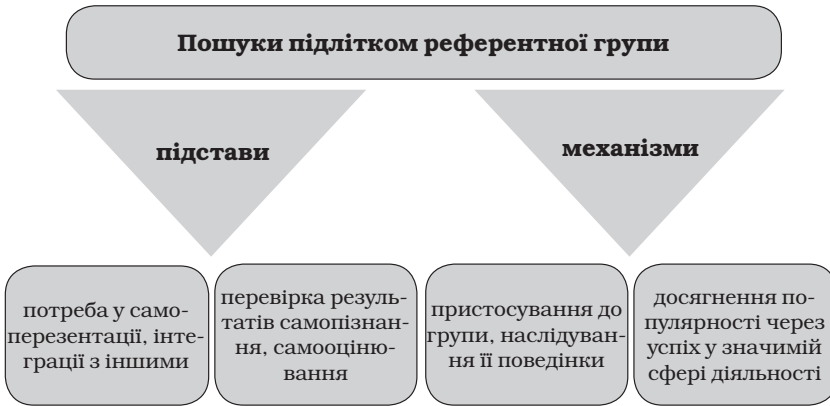 Пошуки підлітком референтної групи
підстави
механізми
потреба у само-
перезентації, інте-
грації з іншими
перевірка резуль-
татів самопізнан-
ня, самооціню-
вання
пристосування до
групи, наслідуван-
ня її поведінки
досягнення по-
пулярності через
успіх у значимій
сфері діяльності